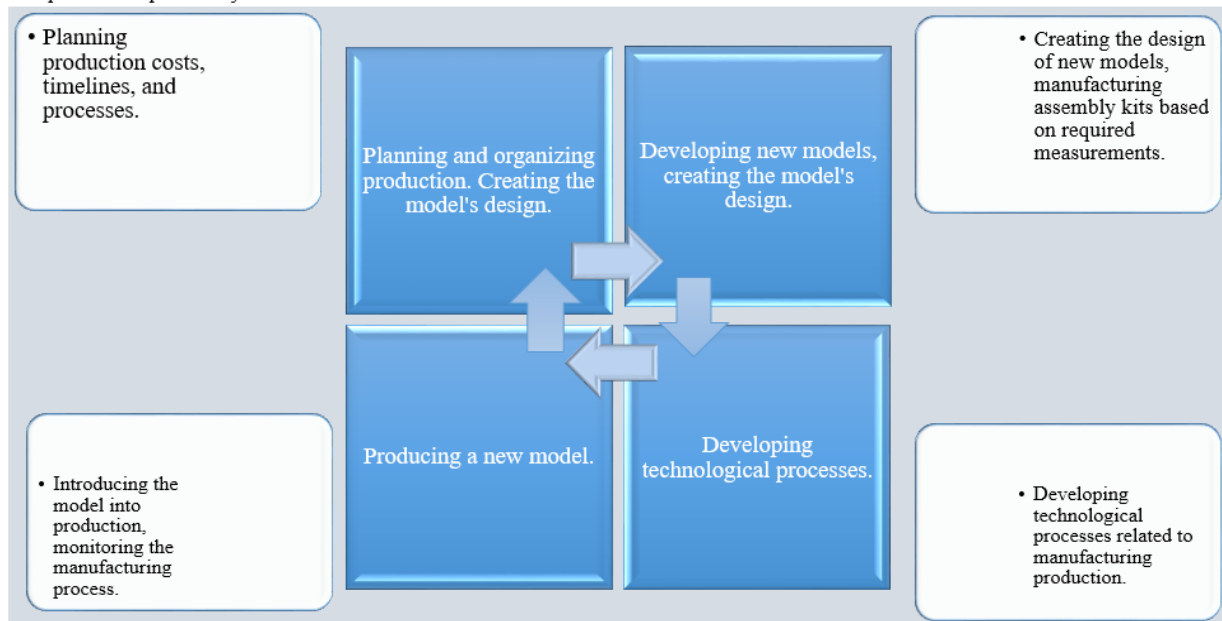 • Planning
production costs,
timelines, and
processes.
Planning and organizing
production. Creating the
model's design.
Developing new models,
creating the model's
design.
• Creating the design
of new models,
manufacturing
assembly kits based
on required
measurements.
• Introducing the
model into
production,
monitoring the
manufacturing
process.
Producing a new model.
Developing
technological processes.
• Developing
technological
processes related to
manufacturing
production.